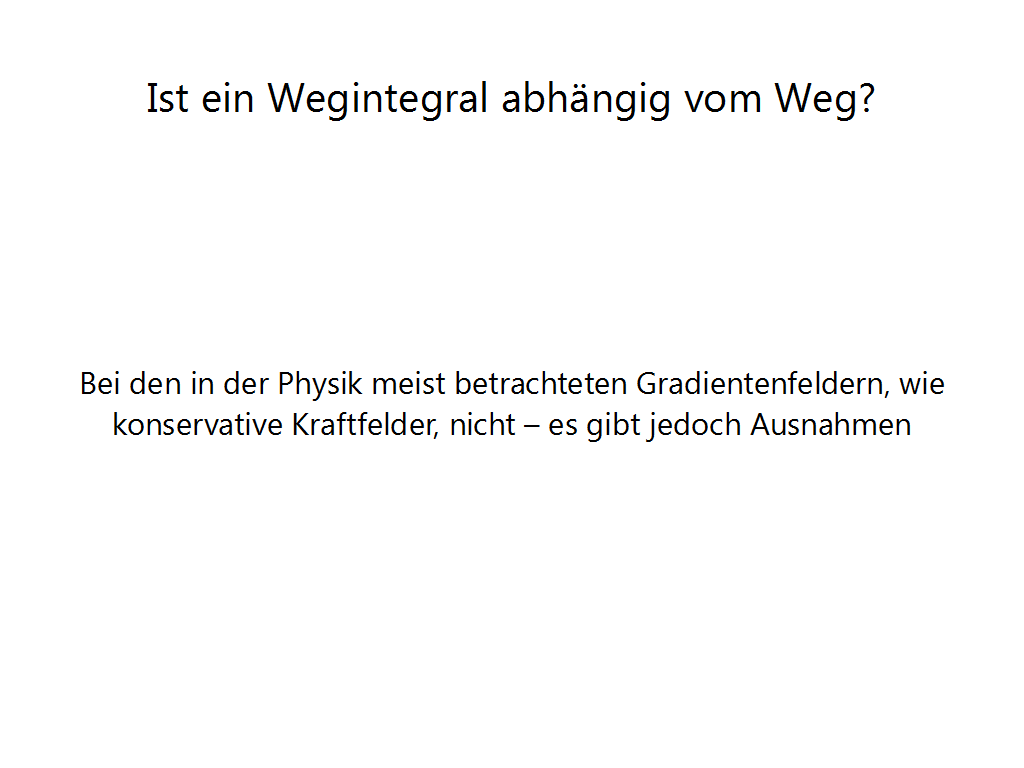 Ist ein Wegintegral abhängig vom Weg?
Bei den in der Physik meist betrachteten Gradientenfeldern, wie
konservative Kraftfelder, nicht – es gibt jedoch Ausnahmen